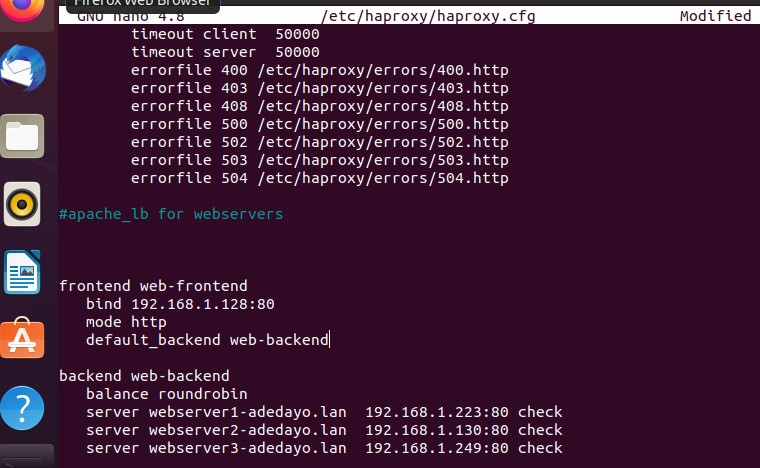 Firefox Web Browser
GNU nano 4.8 /etc/haproxy/haproxy.cfg Modified
timeout client 50000
timeout server 50000
errorfile 400 /etc/haproxy/errors/400.http
errorfile 403 /etc/haproxy/errors/403.http
errorfile 408 /etc/haproxy/errors/408.http
errorfile 500 /etc/haproxy/errors/500.http
errorfile 502 /etc/haproxy/errors/502.http
errorfile 503 /etc/haproxy/errors/503.http
errorfile 504 /etc/haproxy/errors/504.http
#apache_lb for webservers
frontend web-frontend
bind 192.168.1.128:80
mode http
default_backend web-backend
backend web-backend
balance roundrobin
server webserver1-adedayo.lan 192.168.1.223:80 check
server webserver2-adedayo.lan 192.168.1.130:80 check
server webserver3-adedayo.lan 192.168.1.249:80 check